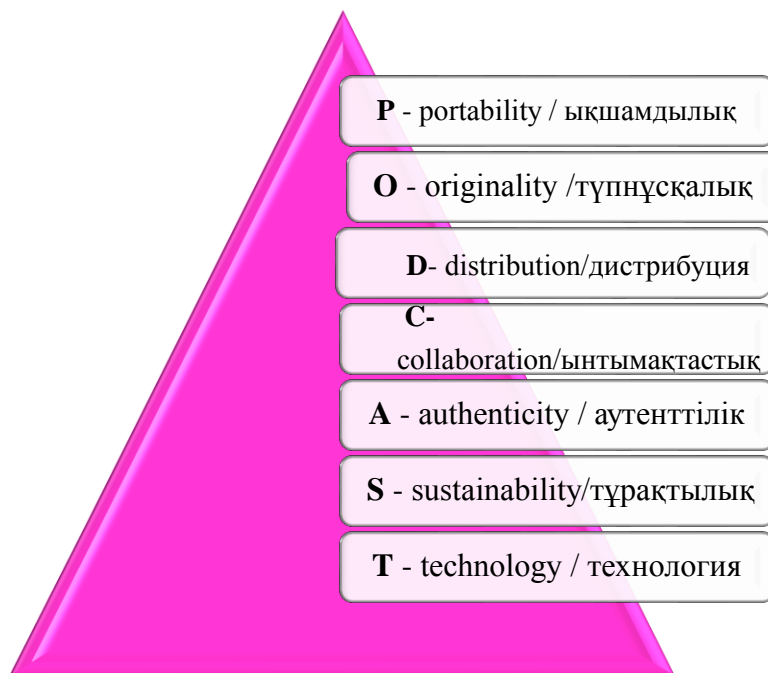 P - portability / ықшамдылық
O - originality /түпнұсқалық
D- distribution/дистрибуция
C-
collaboration/ынтымақтастық
A - authenticity / аутенттілік
S - sustainability/тұрақтылық
T - technology / технология